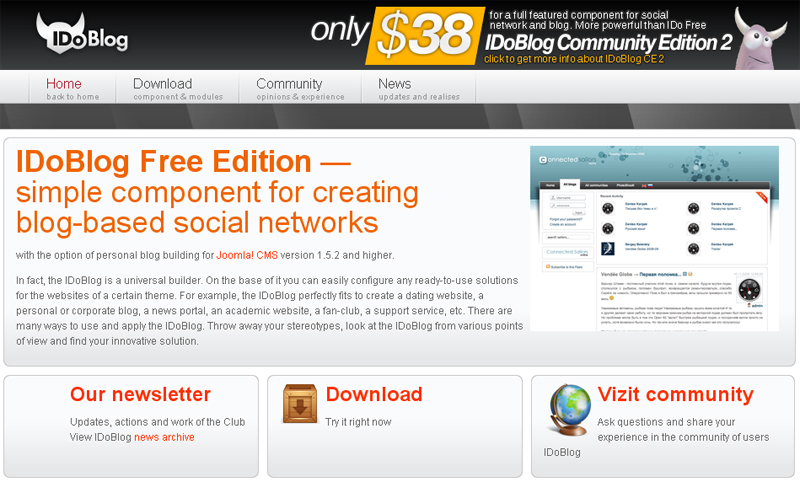 IDoBlog
only $38
for a full featured component for social
network and blog. More powerful than IDo Free
IDoBlog Community Edition 2
click to get more info about IDoBlog CE 2
Home
back to home
Download
component & modules
Community
opinions & experience
News
updates and realises
IDoBlog Free Edition —
simple component for creating
blog-based social networks
with the option of personal blog building for Joomla! CMS version 1.5.2 and higher.
In fact, the IDoBlog is a universal builder. On the base of it you can easily configure any ready-to-use solutions
for the websites of a certain theme. For example, the IDoBlog perfectly fits to create a dating website, a
personal or corporate blog, a news portal, an academic website, a fan-club, a support service, etc. There are
many ways to use and apply the IDoBlog. Throw away your stereotypes, look at the IDoBlog from various points
of view and find your innovative solution.
Our newsletter
Updates, actions and work of the Club
View IDoBlog news archive
Download
Try it right now
Vizit community
Ask questions and share your
experience in the community of users
IDoBlog